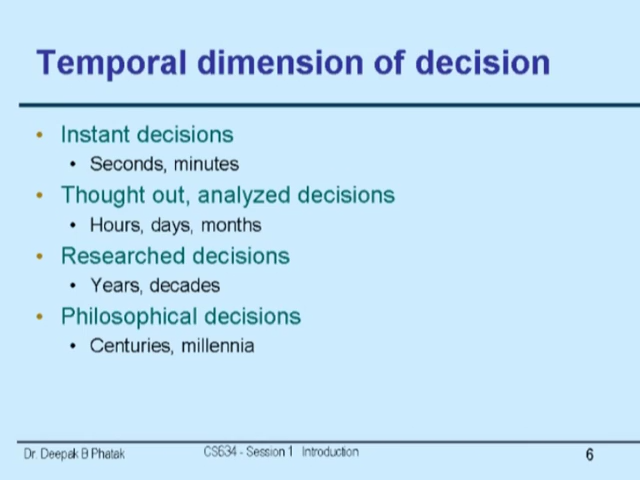 Temporal dimension of decision
• Instant decisions
• Seconds, minutes
• Thought out, analyzed decisions
• Hours, days, months
• Researched decisions
• Years, decades
• Philosophical decisions
• Centuries, millennia
Dr. Deepak B Phatak CS634 - Session 1 Introduction 6